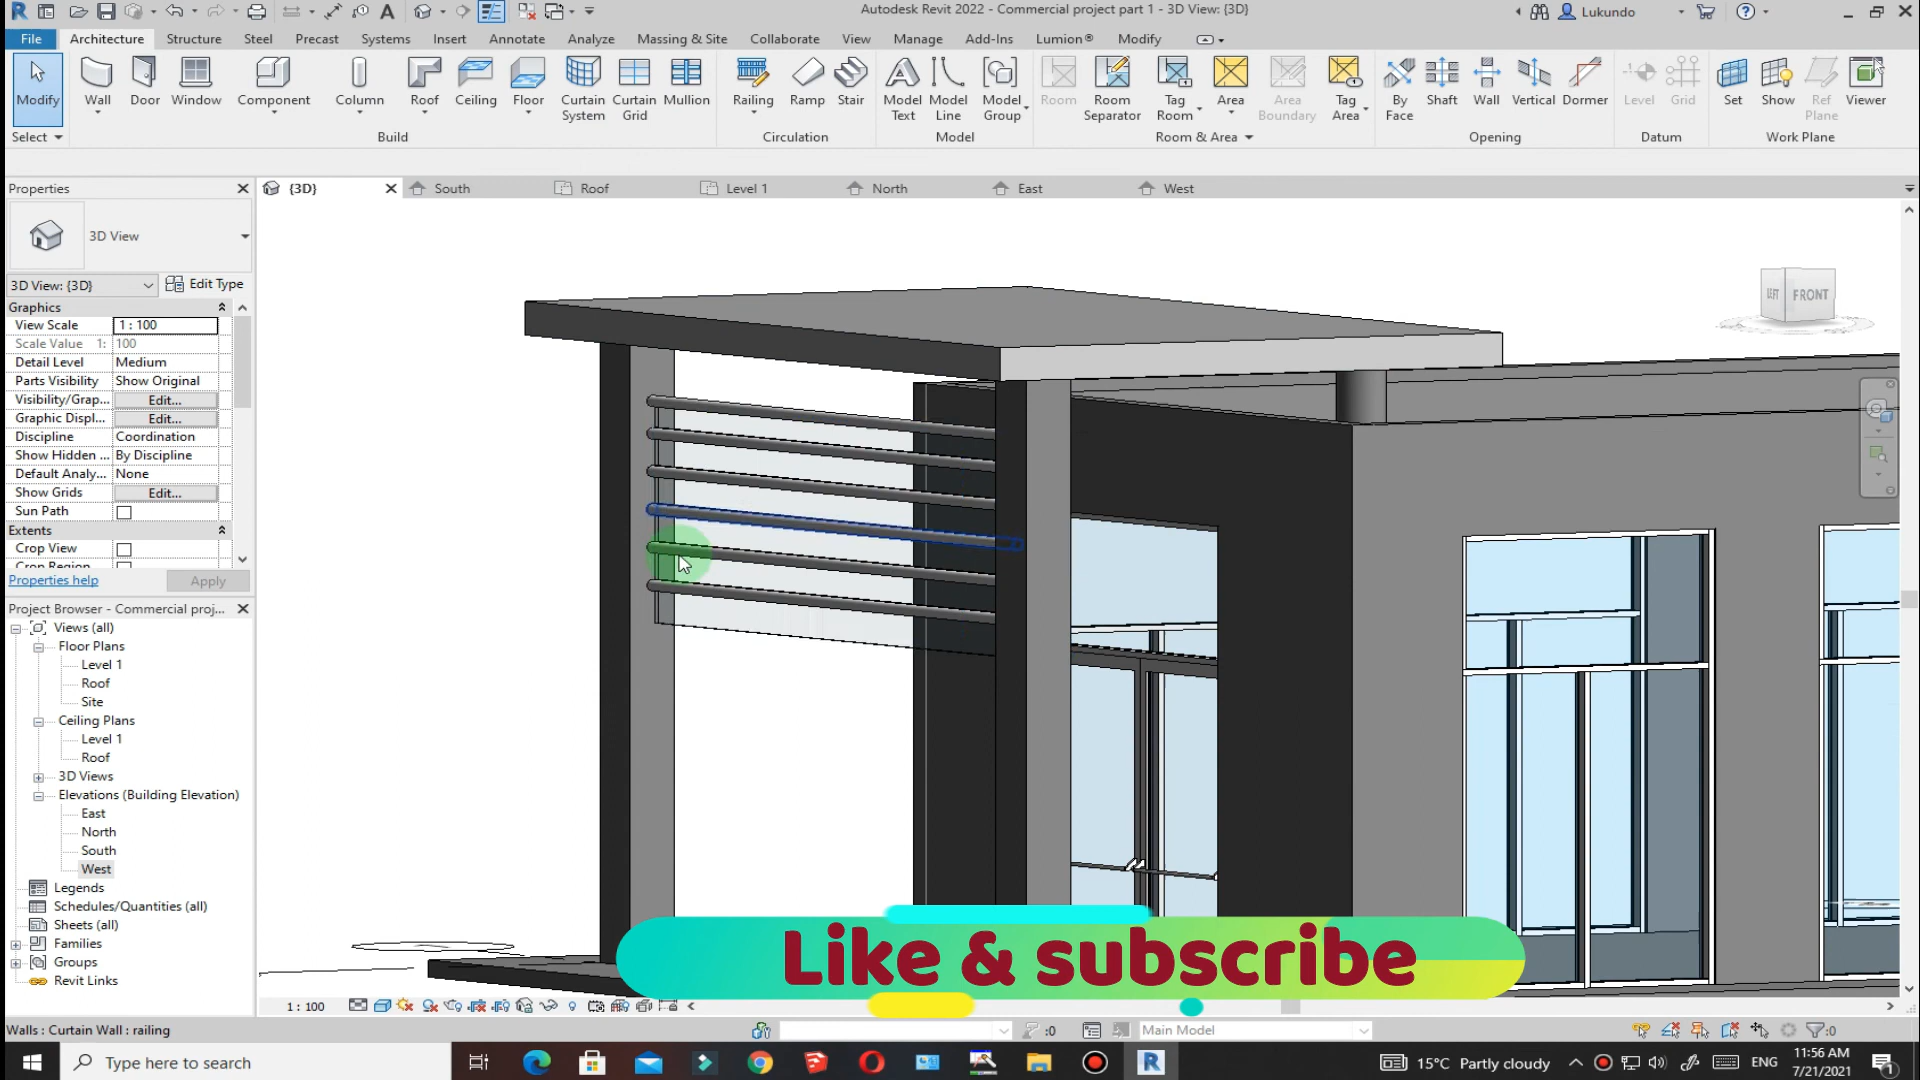 Autodesk Revit 2022 - Commercial project part 1 - 3D View: {3D}
Lukundo
File Architecture Structure Steel Precast Systems Insert Annotate Analyze Massing & Site Collaborate View Manage Add-Ins Lumion® Modify
Modify Wall Door Window Component Column Roof Ceiling Floor Curtain System Curtain Grid Mullion Railing Ramp Stair Model Text Model Line Model Group Room Room Separator Tag Room Area Area Boundary Tag Area By Face Shaft Wall Vertical Dormer Level Grid Set Show Ref Plane Viewer
Select Build Circulation Model Room & Area Opening Datum Work Plane
Properties
{3D} South Roof Level 1 North East West
3D View
3D View: {3D} Edit Type
Graphics
View Scale 1 : 100
Scale Value 1: 100
Detail Level Medium
Parts Visibility Show Original
Visibility/Grap... Edit...
Graphic Displ... Edit...
Discipline Coordination
Show Hidden ... By Discipline
Default Analy... None
Show Grids Edit...
Sun Path
Extents
Crop View
Crop Region
Properties help Apply
LEFT FRONT
Project Browser - Commercial proj...
Views (all)
Floor Plans
Level 1
Roof
Site
Ceiling Plans
Level 1
Roof
3D Views
Elevations (Building Elevation)
East
North
South
West
Legends
Schedules/Quantities (all)
Sheets (all)
Families
Groups
Revit Links
Like & subscribe
1 : 100
Walls : Curtain Wall : railing
:0
Main Model
:0
Type here to search
15°C Partly cloudy
ENG
11:56 AM
7/21/2021
1